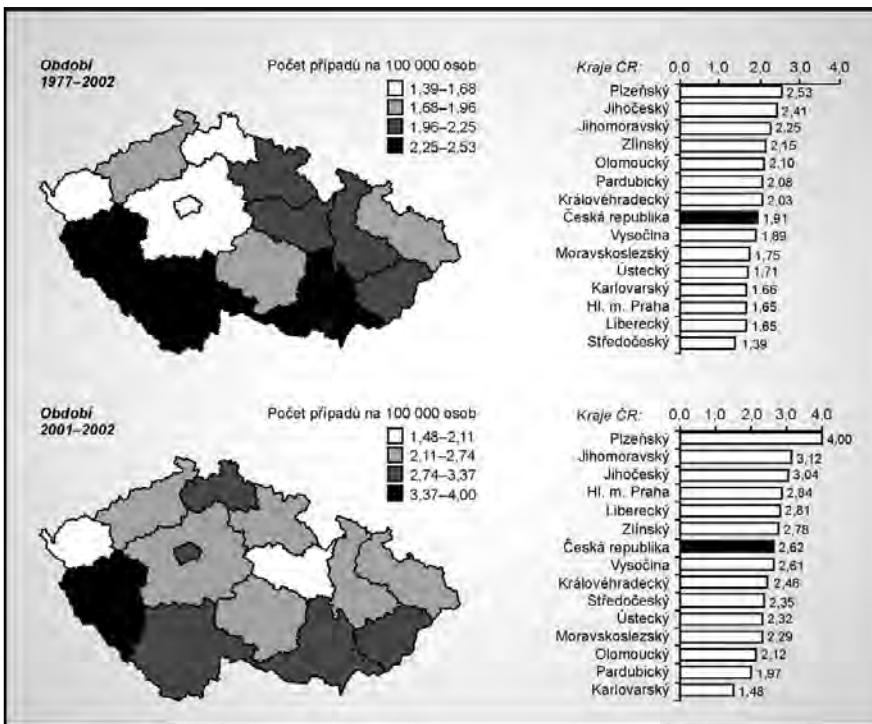 Období
1977–2002
Počet případů na 100 000 osob
1,39–1,68
1,68–1,96
1,96–2,25
2,25–2,53
Kraje ČR: 0,0 1,0 2,0 3,0 4,0
Plzeňský 2,53
Jihočeský 2,41
Jihomoravský 2,25
Zlínský 2,15
Olomoucký 2,10
Pardubický 2,08
Královéhradecký 2,03
Česká republika 1,91
Vysočina 1,89
Moravskoslezský 1,75
Ústecký 1,71
Karlovarský 1,66
Hl. m. Praha 1,65
Liberecký 1,65
Středočeský 1,39
Období
2001–2002
Počet případů na 100 000 osob
1,48–2,11
2,11–2,74
2,74–3,37
3,37–4,00
Kraje ČR: 0,0 1,0 2,0 3,0 4,0
Plzeňský 4,00
Jihomoravský 3,12
Jihočeský 3,04
Hl. m. Praha 2,84
Liberecký 2,81
Zlínský 2,78
Česká republika 2,62
Vysočina 2,61
Královéhradecký 2,46
Středočeský 2,35
Ústecký 2,32
Moravskoslezský 2,29
Olomoucký 2,12
Pardubický 1,97
Karlovarský 1,48